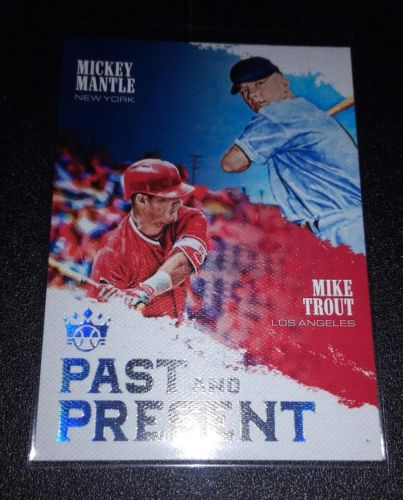 MICKEY
MANTLE
NEW YORK
MIKE
TROUT
LOS ANGELES
PAST AND
PRESENT